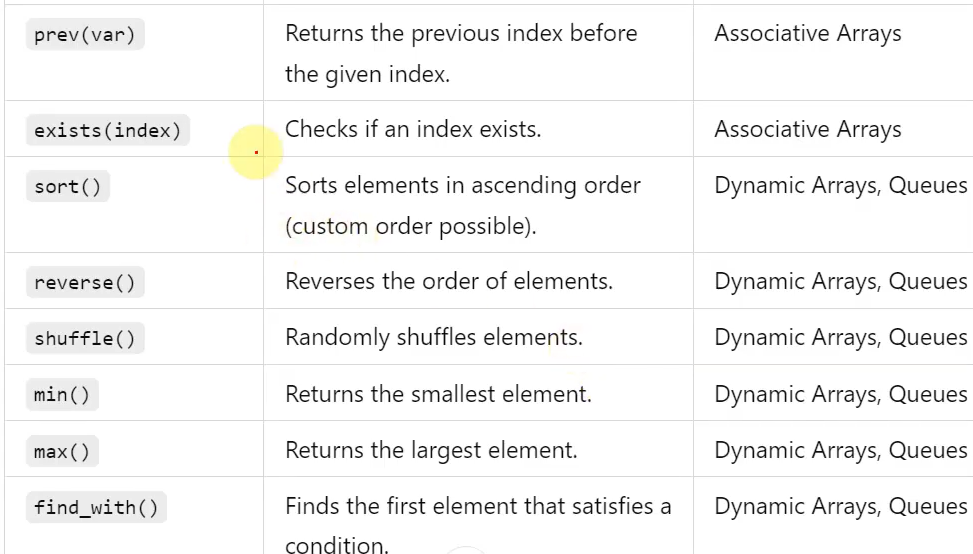 prev(var) Returns the previous index before Associative Arrays
the given index.
exists(index) Checks if an index exists. Associative Arrays
sort() Sorts elements in ascending order Dynamic Arrays, Queues
(custom order possible).
reverse() Reverses the order of elements. Dynamic Arrays, Queues
shuffle() Randomly shuffles elements. Dynamic Arrays, Queues
min() Returns the smallest element. Dynamic Arrays, Queues
max() Returns the largest element. Dynamic Arrays, Queues
find_with() Finds the first element that satisfies a Dynamic Arrays, Queues
condition.